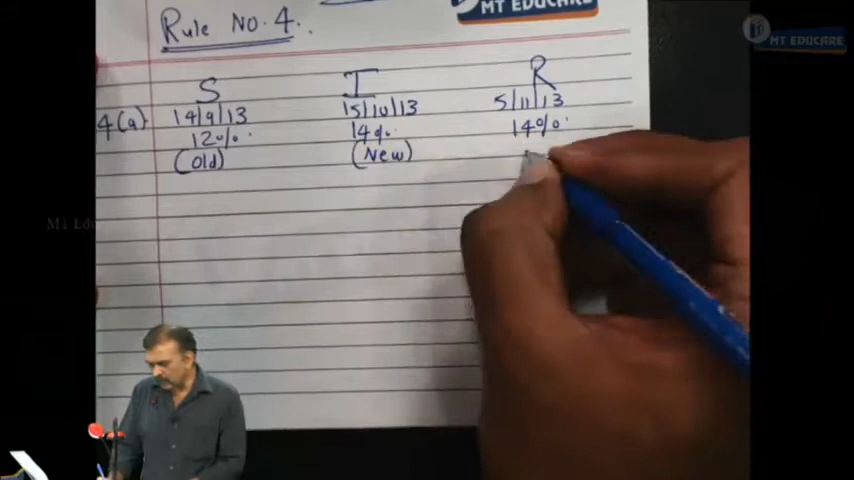 Rule No. 4.
MT EDUCARE
MT EDUCARE
S I R
4(a) 14/9/13 15/10/13 5/11/13
12% 14% 14%
(Old) (New)